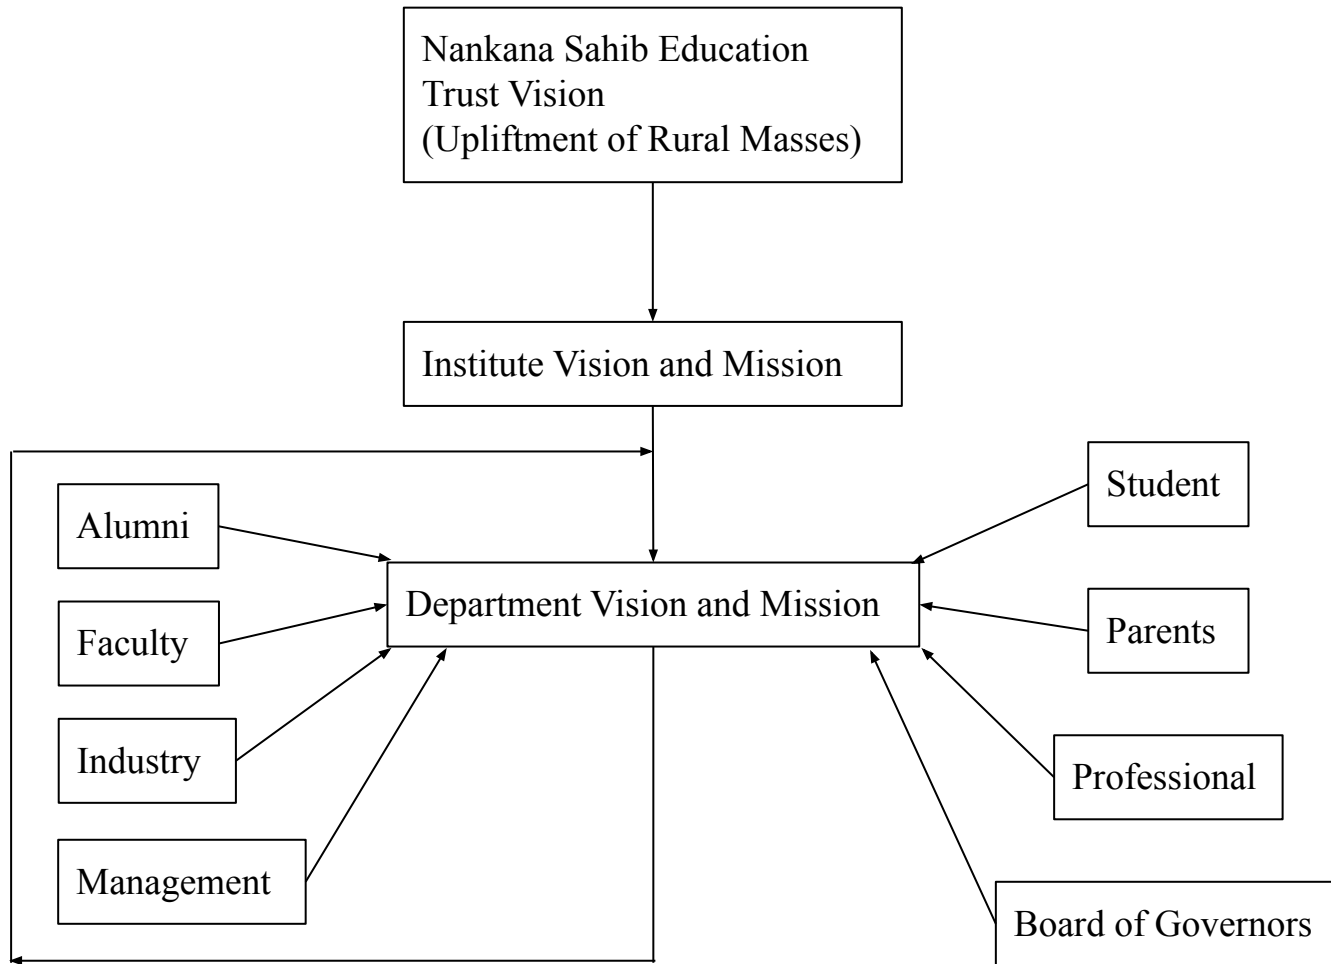 Nankana Sahib Education
Trust Vision
(Upliftment of Rural Masses)
Institute Vision and Mission
Student
Alumni
Department Vision and Mission
Faculty
Parents
Industry
Professional
Management
Board of Governors